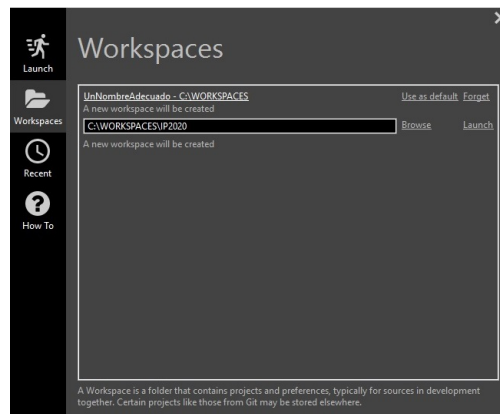 Launch
Workspaces
Recent
How To
Workspaces
UnNombreAdecuado - C:\WORKSPACES
Use as default Forget
A new workspace will be created
C:\WORKSPACES\IP2020
Browse Launch
A new workspace will be created
A Workspace is a folder that contains projects and preferences, typically for sources in development
together. Certain projects like those from Git may be stored elsewhere.